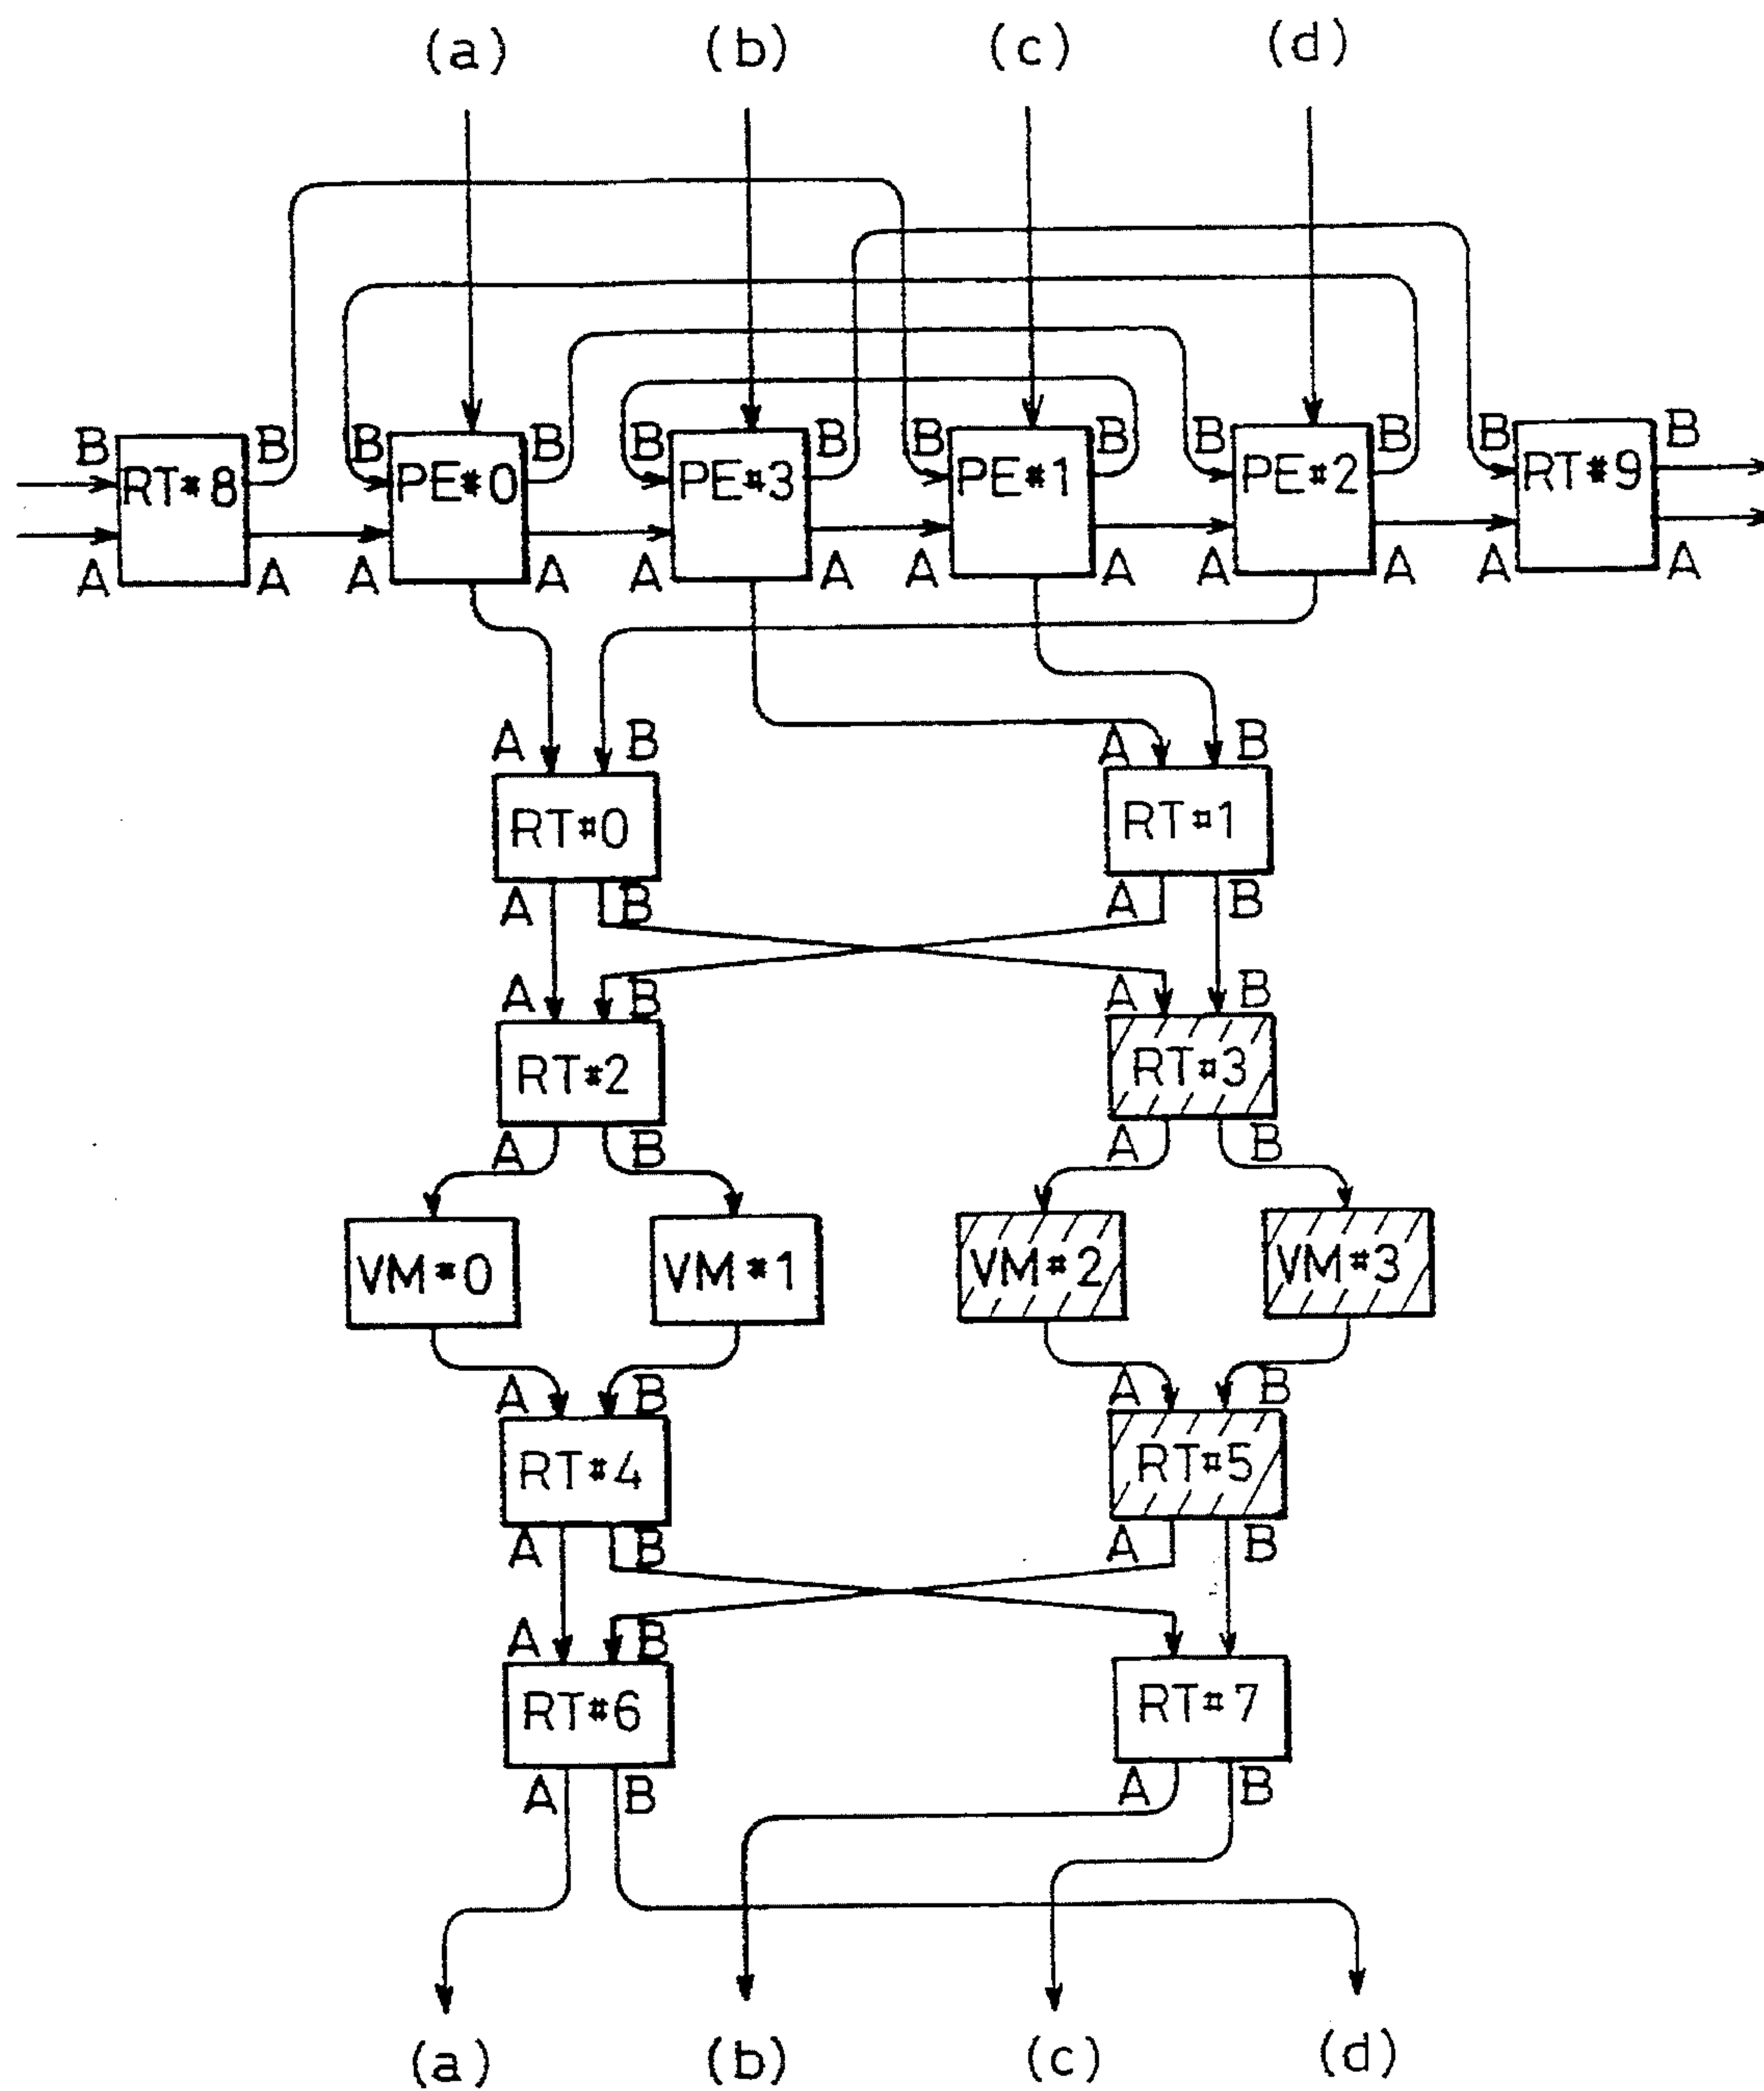 (a) (b) (c) (d)
B B B B B B B B B B B B
RT#8 PE#0 PE#3 PE#1 PE#2 RT#9
A A A A A A A A A A A A
A B A B
RT#0 RT#1
A B A B
A B A B
RT#2 RT#3
A B A B
VM#0 VM#1 VM#2 VM#3
A B A B
RT#4 RT#5
A B A B
A B
RT#6 RT#7
A B A B
(a) (b) (c) (d)